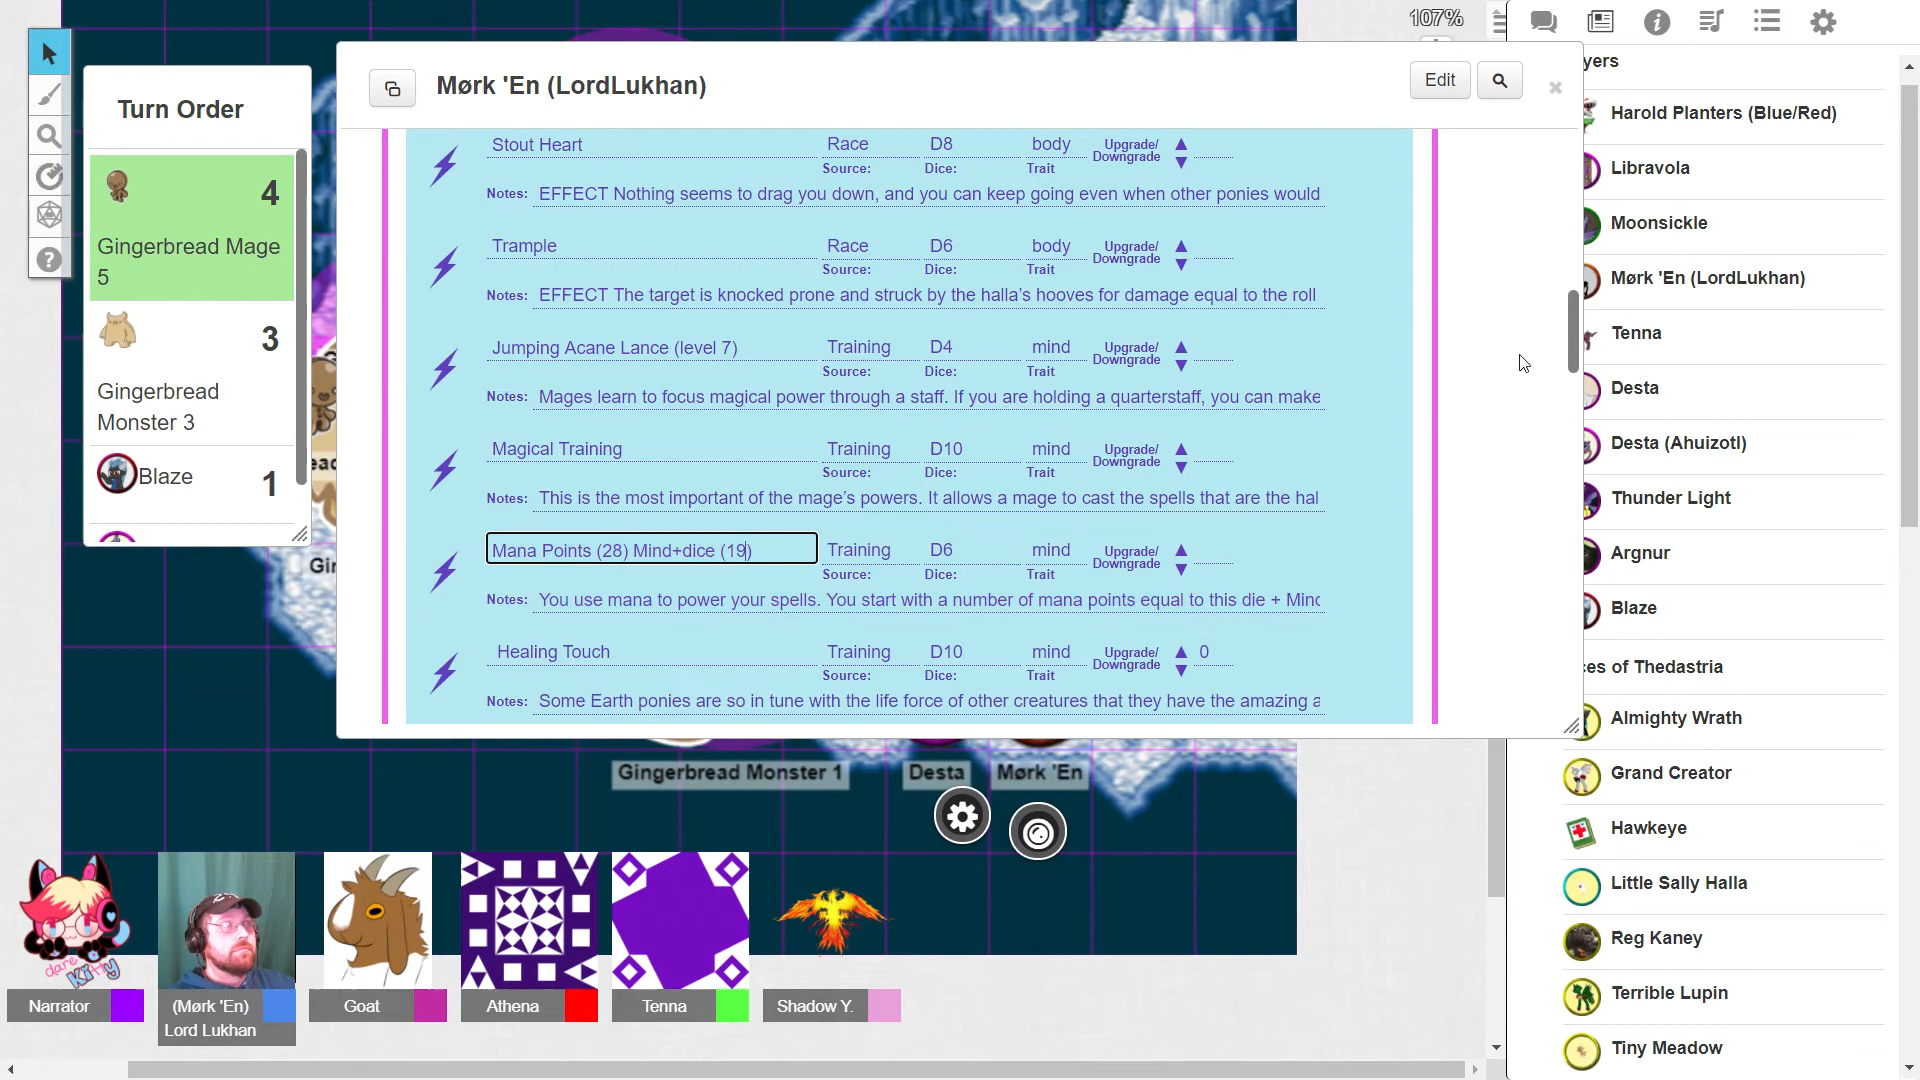 107%
Turn Order
4
Gingerbread Mage
5
3
Gingerbread
Monster 3
Blaze
1
Mørk 'En (LordLukhan)
Edit
Stout Heart
Race
D8
body
Upgrade/
Downgrade
Source:
Dice:
Trait
Notes:
EFFECT Nothing seems to drag you down, and you can keep going even when other ponies would
Trample
Race
D6
body
Upgrade/
Downgrade
Source:
Dice:
Trait
Notes:
EFFECT The target is knocked prone and struck by the halla's hooves for damage equal to the roll
Jumping Acane Lance (level 7)
Training
D4
mind
Upgrade/
Downgrade
Source:
Dice:
Trait
Notes:
Mages learn to focus magical power through a staff. If you are holding a quarterstaff, you can make
Magical Training
Training
D10
mind
Upgrade/
Downgrade
Source:
Dice:
Trait
Notes:
This is the most important of the mage's powers. It allows a mage to cast the spells that are the hal
Mana Points (28) Mind+dice (19)
Training
D6
mind
Upgrade/
Downgrade
Source:
Dice:
Trait
Notes:
You use mana to power your spells. You start with a number of mana points equal to this die + Mind
Healing Touch
Training
D10
mind
Upgrade/
Downgrade
0
Source:
Dice:
Trait
Notes:
Some Earth ponies are so in tune with the life force of other creatures that they have the amazing a
Gingerbread Monster 1
Desta
Mørk 'En
dare
Kitty
Narrator
(Mørk 'En)
Lord Lukhan
Goat
Athena
Tenna
Shadow Y.
yers
Harold Planters (Blue/Red)
Libravola
Moonsickle
Mørk 'En (LordLukhan)
Tenna
Desta
Desta (Ahuizotl)
Thunder Light
Argnur
Blaze
ces of Thedastria
Almighty Wrath
Grand Creator
Hawkeye
Little Sally Halla
Reg Kaney
Terrible Lupin
Tiny Meadow